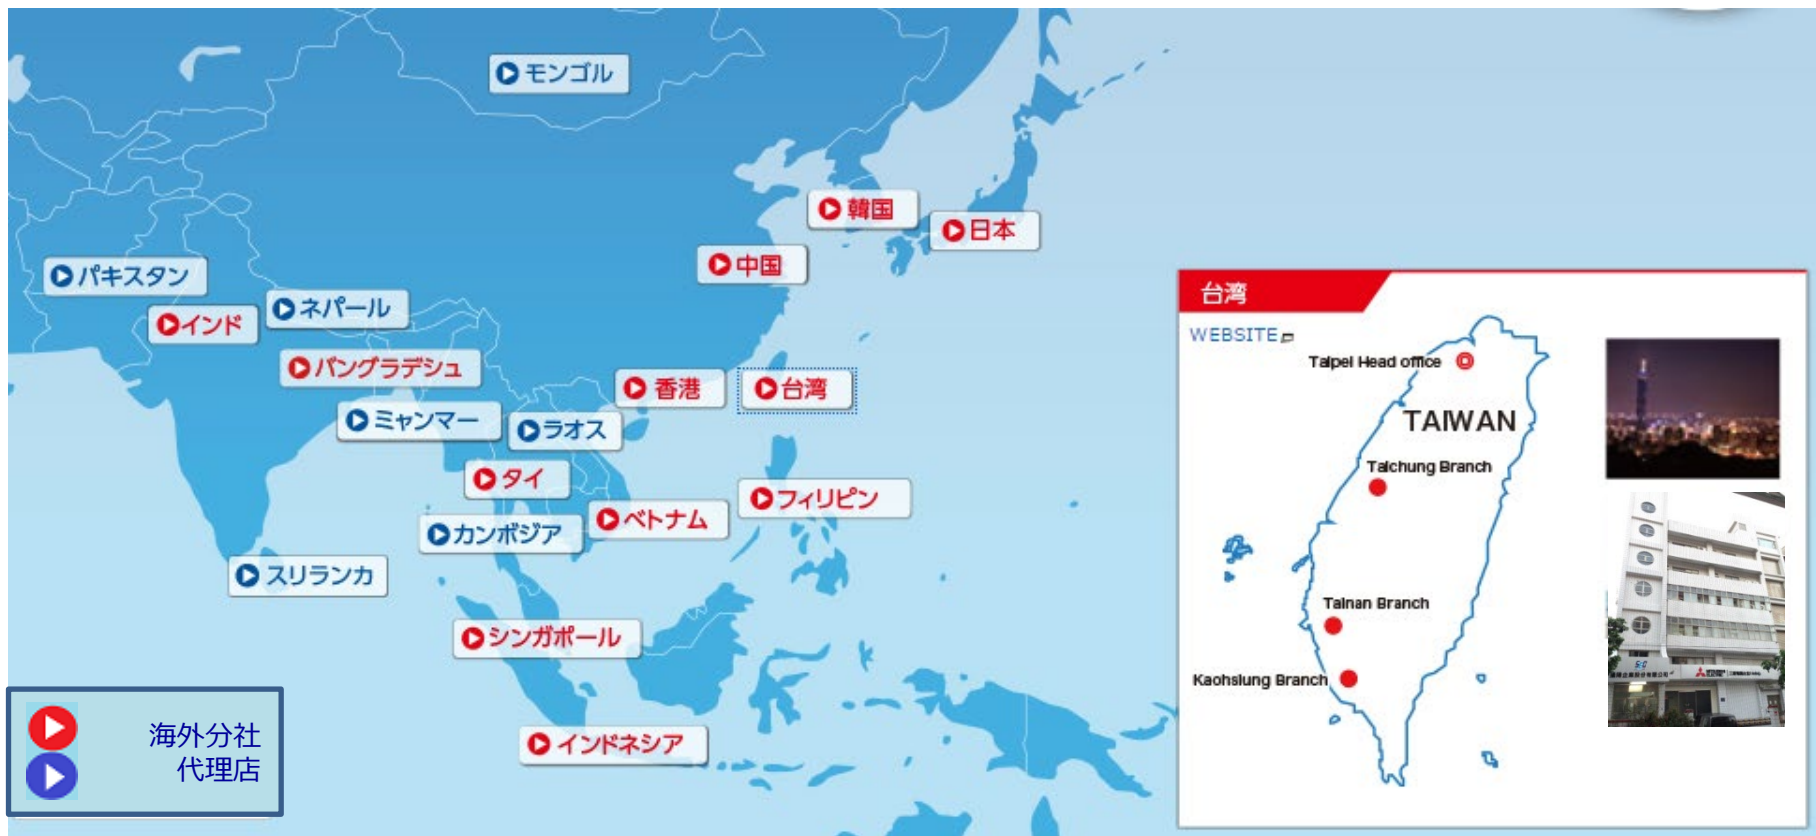 モンゴル
韓国
日本
中国
パキスタン
インド
ネパール
バングラデシュ
香港
台湾
ミャンマー
ラオス
タイ
フィリピン
ベトナム
カンボジア
スリランカ
シンガポール
インドネシア
海外分社
代理店
台湾
WEBSITE
Taipei Head office
TAIWAN
Taichung Branch
Tainan Branch
Kaohsiung Branch